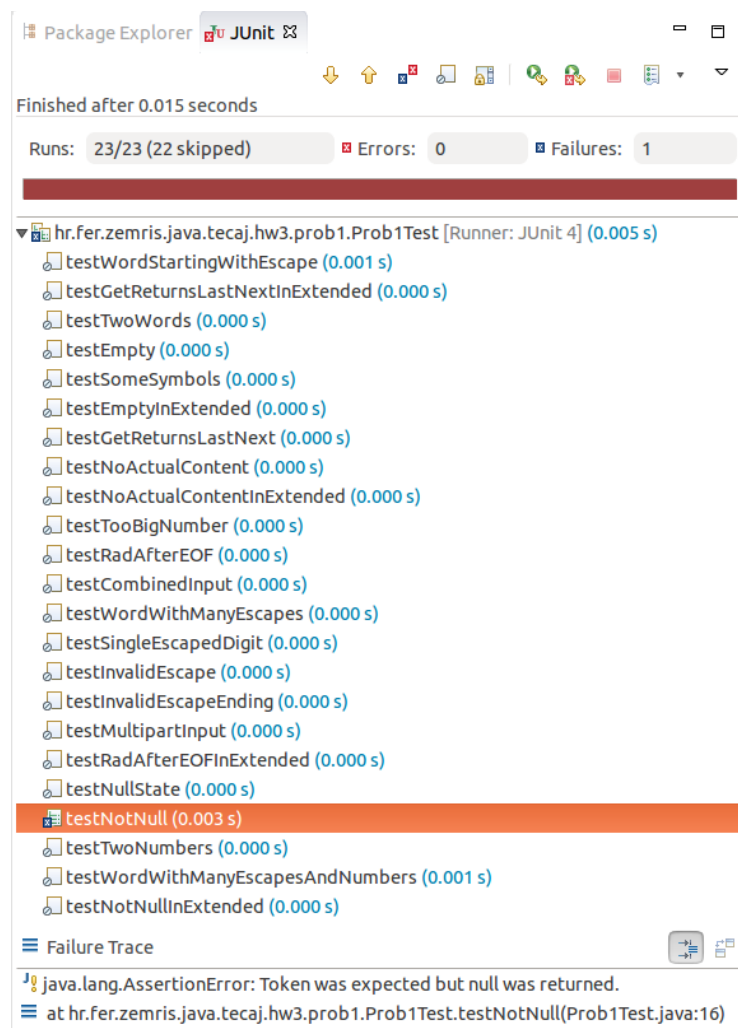 Package Explorer JUnit
Finished after 0.015 seconds
Runs: 23/23 (22 skipped) Errors: 0 Failures: 1
hr.fer.zemris.java.tecaj.hw3.prob1.Prob1Test [Runner: JUnit 4] (0.005 s)
testWordStartingWithEscape (0.001 s)
testGetReturnsLastNextInExtended (0.000 s)
testTwoWords (0.000 s)
testEmpty (0.000 s)
testSomeSymbols (0.000 s)
testEmptyInExtended (0.000 s)
testGetReturnsLastNext (0.000 s)
testNoActualContent (0.000 s)
testNoActualContentInExtended (0.000 s)
testTooBigNumber (0.000 s)
testRadAfterEOF (0.000 s)
testCombinedInput (0.000 s)
testWordWithManyEscapes (0.000 s)
testSingleEscapedDigit (0.000 s)
testInvalidEscape (0.000 s)
testInvalidEscapeEnding (0.000 s)
testMultipartInput (0.000 s)
testRadAfterEOFInExtended (0.000 s)
testNullState (0.000 s)
testNotNull (0.003 s)
testTwoNumbers (0.000 s)
testWordWithManyEscapesAndNumbers (0.001 s)
testNotNullInExtended (0.000 s)
Failure Trace
java.lang.AssertionError: Token was expected but null was returned.
at hr.fer.zemris.java.tecaj.hw3.prob1.Prob1Test.testNotNull(Prob1Test.java:16)